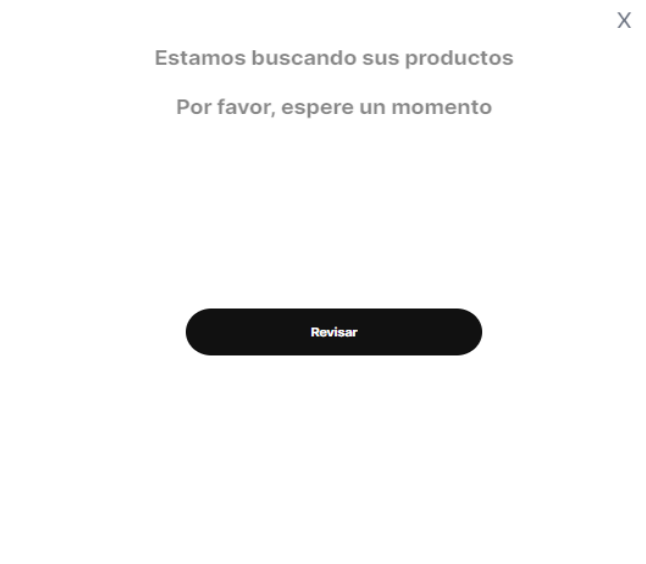 X
Estamos buscando sus productos
Por favor, espere un momento
Revisar